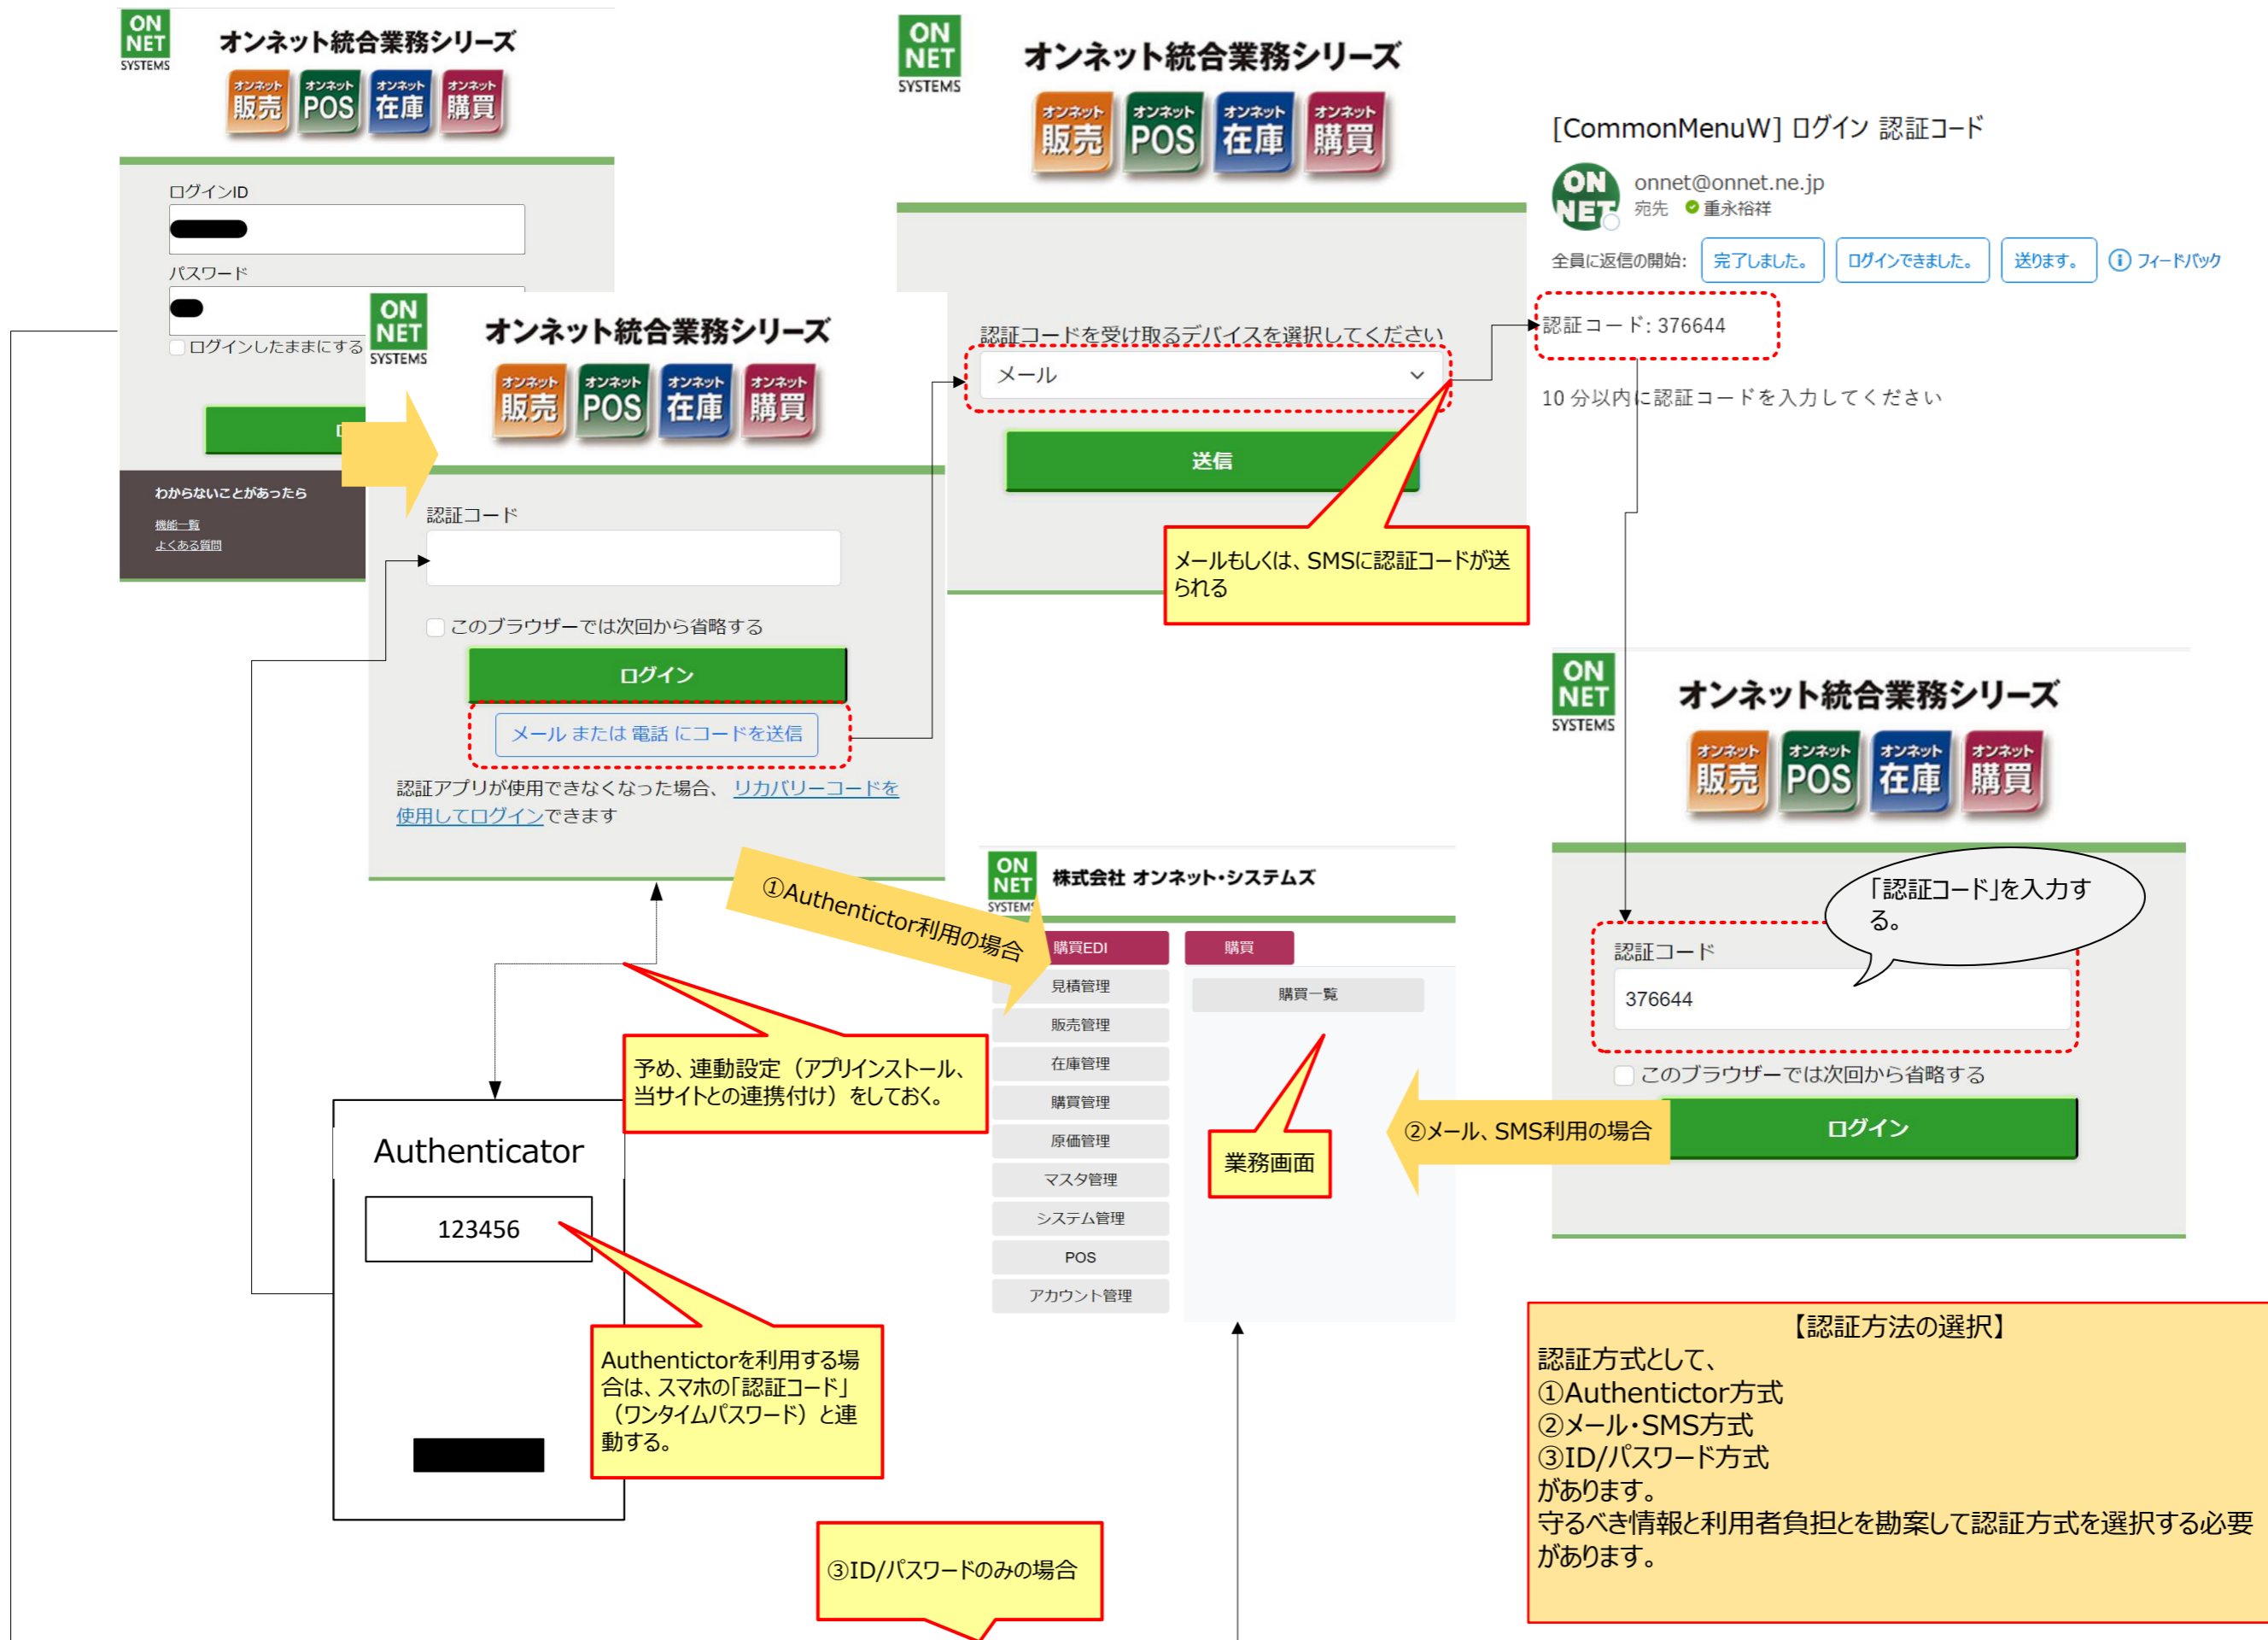 ON
NET
SYSTEMS
オンネット統合業務シリーズ
オンネット
販売
オンネット
POS
オンネット
在庫
オンネット
購買
ログインID
パスワード
ログインしたままにする
わからないことがあったら
機能一覧
よくある質問
ON
NET
SYSTEMS
オンネット統合業務シリーズ
オンネット
販売
オンネット
POS
オンネット
在庫
オンネット
購買
認証コード
このブラウザーでは次回から省略する
ログイン
メール または 電話 にコードを送信
認証アプリが使用できなくなった場合、 リカバリーコードを
使用してログインできます
ON
NET
SYSTEMS
オンネット統合業務シリーズ
オンネット
販売
オンネット
POS
オンネット
在庫
オンネット
購買
認証コードを受け取るデバイスを選択してください
メール
送信
メールもしくは、SMSに認証コードが送
られる
[CommonMenuW] ログイン 認証コード
ON
NET
onnet@onnet.ne.jp
宛先 重永裕祥
全員に返信の開始: 完了しました。 ログインできました。 送ります。 フィードバック
認証コード: 376644
10 分以内に認証コードを入力してください
ON
NET
SYSTEMS
オンネット統合業務シリーズ
オンネット
販売
オンネット
POS
オンネット
在庫
オンネット
購買
「認証コード」を入力す
る。
認証コード
376644
このブラウザーでは次回から省略する
ログイン
①Authentictor利用の場合
ON
NET
SYSTEMS
株式会社 オンネット・システムズ
購買EDI
購買
見積管理
購買一覧
販売管理
在庫管理
購買管理
原価管理
マスタ管理
システム管理
POS
アカウント管理
業務画面
②メール、SMS利用の場合
予め、連動設定（アプリインストール、
当サイトとの連携付け）をしておく。
Authenticator
123456
Authentictorを利用する場
合は、スマホの「認証コード」
（ワンタイムパスワード）と連
動する。
③ID/パスワードのみの場合
【認証方法の選択】
認証方式として、
①Authentictor方式
②メール・SMS方式
③ID/パスワード方式
があります。
守るべき情報と利用者負担とを勘案して認証方式を選択する必要
があります。